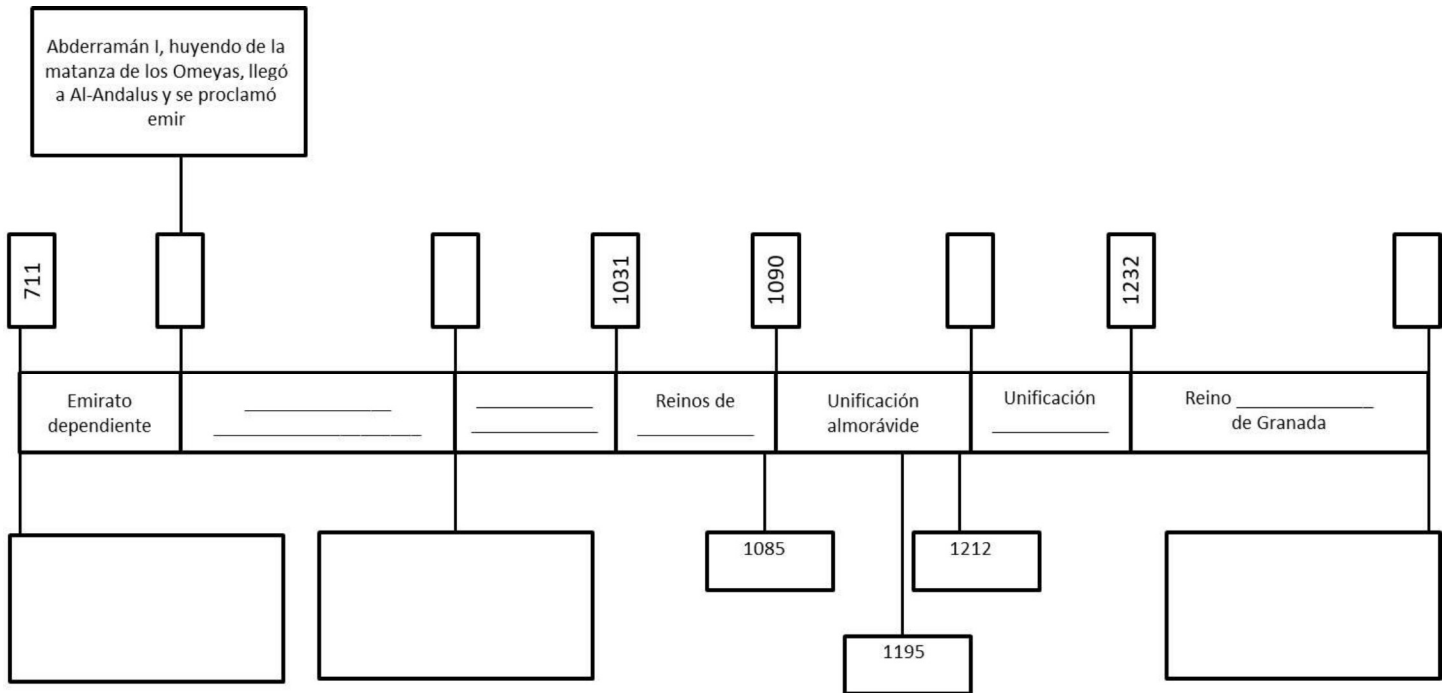 Abderramán I, huyendo de la
matanza de los Omeyas, llegó
a Al-Andalus y se proclamó
emir
711
1031
1090
1232
Emirato
dependiente
Reinos de
Unificación
almorávide
Unificación
Reino ______________
de Granada
1085
1212
1195